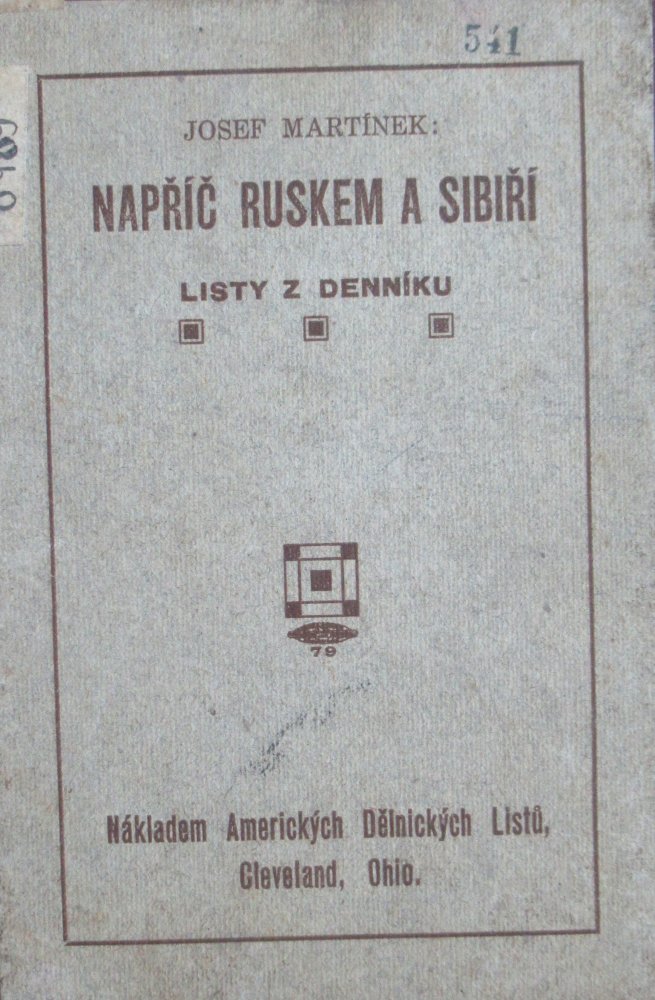 541
JOSEF MARTÍNEK:
NAPŘÍČ RUSKEM A SIBIŘÍ
LISTY Z DENNÍKU
79
Nákladem Amerických Dělnických Listů,
Cleveland, Ohio.